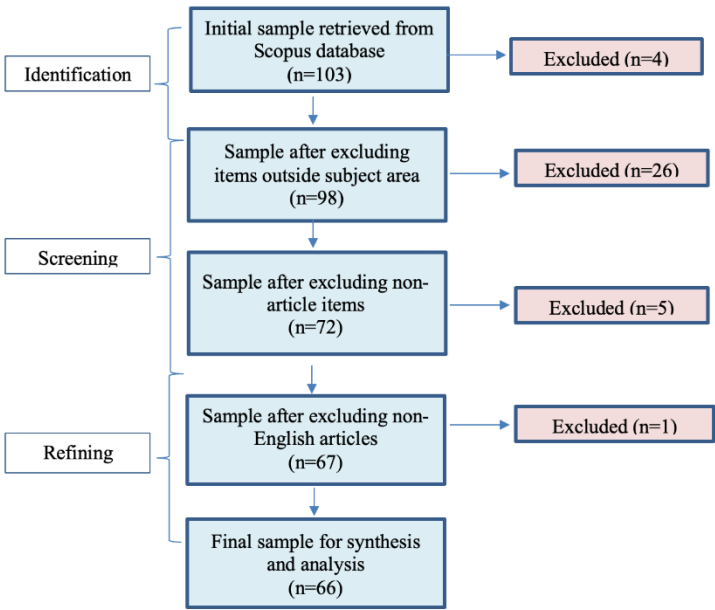 Initial sample retrieved from
Scopus database
(n=103)
Excluded (n=4)
Identification
Sample after excluding
items outside subject area
(n=98)
Excluded (n=26)
Screening
Sample after excluding non-
article items
(n=72)
Excluded (n=5)
Sample after excluding non-
English articles
(n=67)
Excluded (n=1)
Refining
Final sample for synthesis
and analysis
(n=66)